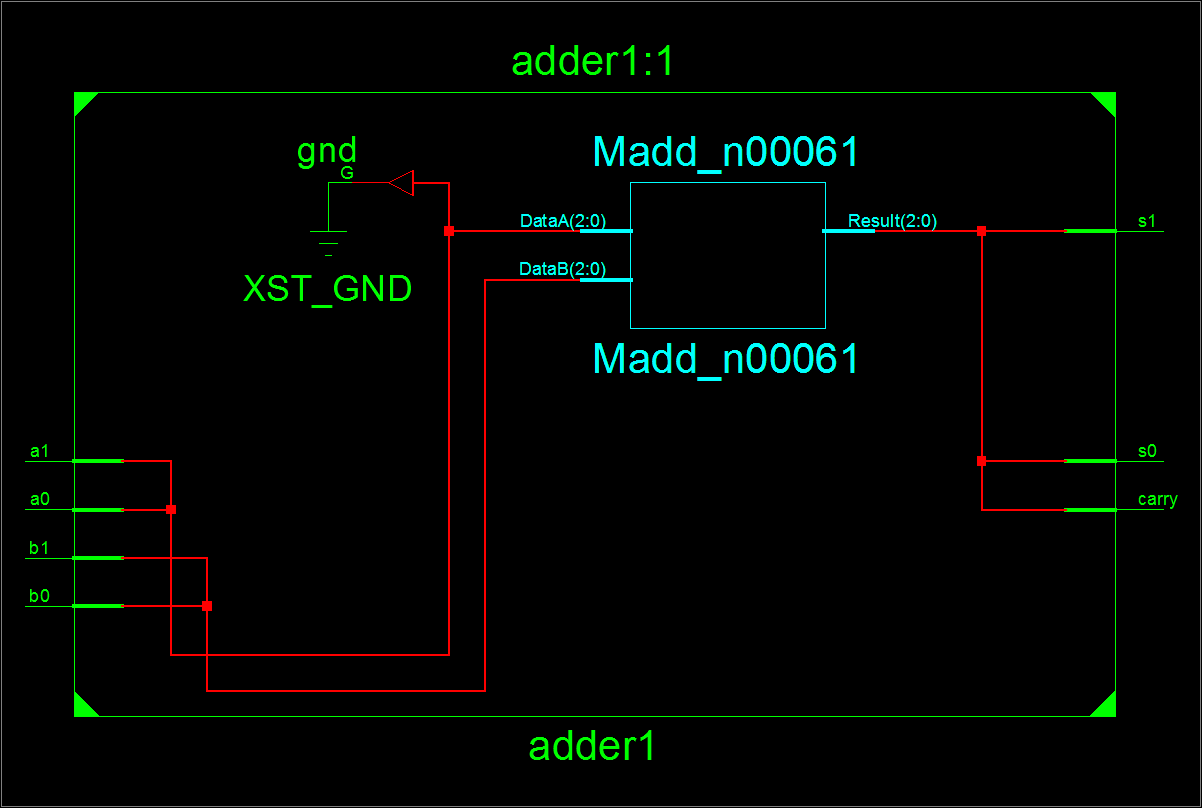 adder1:1
Madd_n00061
gnd
G
DataA(2:0)
Result(2:0)
s1
DataB(2:0)
XST_GND
Madd_n00061
a1
s0
a0
carry
b1
b0
adder1